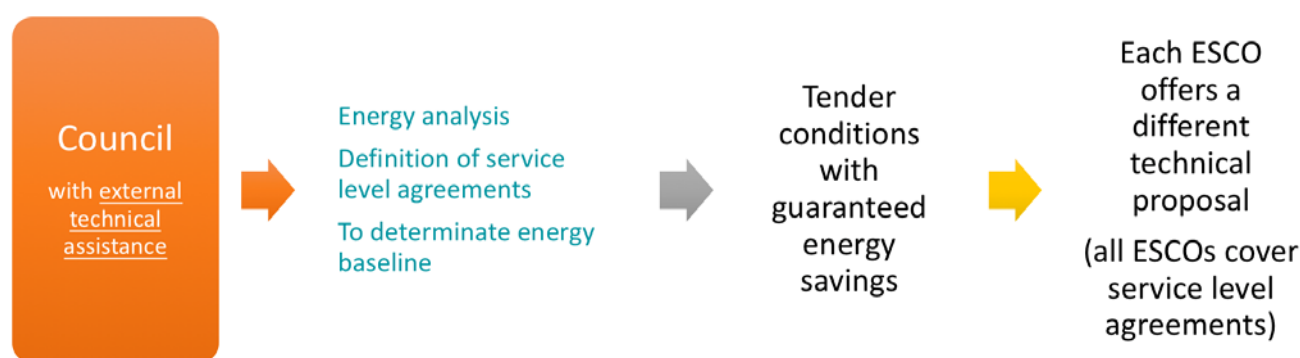 Council
with external
technical
assistance
Energy analysis
Definition of service
level agreements
To determinate energy
baseline
Tender
conditions
with
guaranteed
energy
savings
Each ESCO
offers a
different
technical
proposal
(all ESCOs cover
service level
agreements)